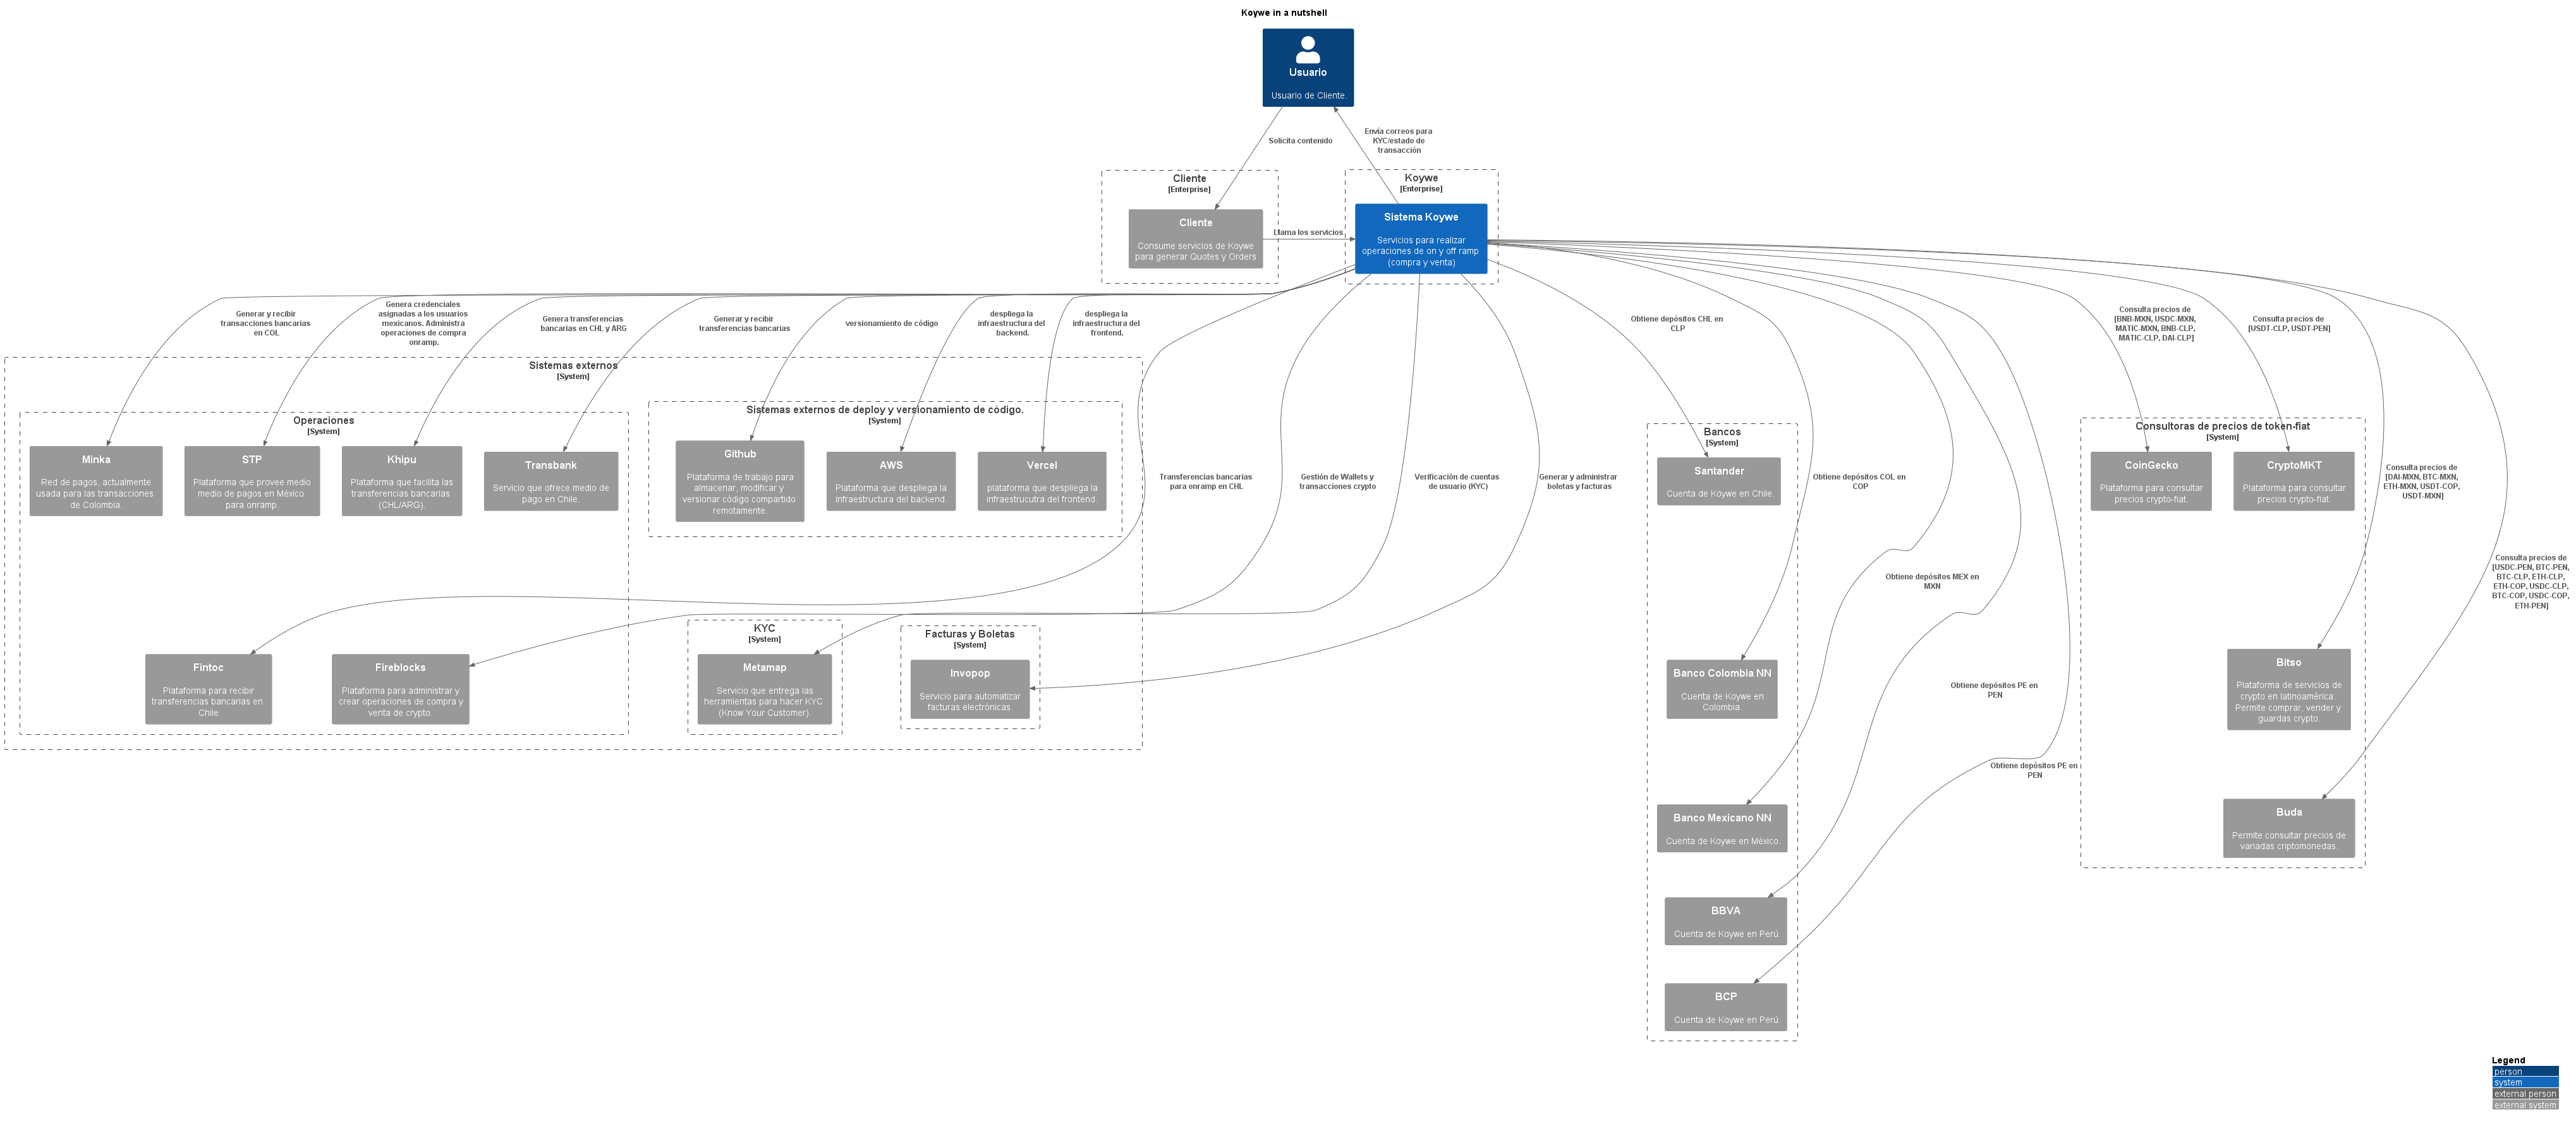 Koywe in a nutshell
Usuario
Usuario de Cliente.
Solicita contenido
Envía correos para
KYC/estado de
transacción
Cliente
[Enterprise]
Cliente
Consume servicios de Koywe
para generar Quotes y Orders
Llama los servicios
Koywe
[Enterprise]
Sistema Koywe
Servicios para realizar
operaciones de on y off ramp
(compra y venta)
Generar y recibir
transacciones bancarias
en COL
Genera credenciales
asignadas a los usuarios
mexicanos. Administra
operaciones de compra
onramp.
Genera transferencias
bancarias en CHL y ARG
Generar y recibir
transferencias bancarias
versionamiento de código
despliega la
infraestructura del
backend.
despliega la
infraestructura del
frontend.
Obtiene depósitos CHL en
CLP
Consulta precios de
[BNB-MXN, USDC-MXN,
MATIC-MXN, BNB-CLP,
MATIC-CLP, DAI-CLP]
Consulta precios de
[USDT-CLP, USDT-PEN]
Sistemas externos
[System]
Operaciones
[System]
Minka
Red de pagos, actualmente
usada para las transacciones
de Colombia.
STP
Plataforma que provee medio
medio de pagos en México
para onramp.
Khipu
Plataforma que facilita las
transferencias bancarias
(CHL/ARG).
Transbank
Servicio que ofrece medio de
pago en Chile.
Sistemas externos de deploy y versionamiento de código.
[System]
Github
Plataforma de trabajo para
almacenar, modificar y
versionar código compartido
remotamente.
AWS
Plataforma que despliega la
infraestructura del backend.
Vercel
plataforma que despliega la
infraestrucutra del frontend.
Transferencias bancarias
para onramp en CHL
Gestión de Wallets y
transacciones crypto
Verificación de cuentas
de usuario (KYC)
Generar y administrar
boletas y facturas
Bancos
[System]
Santander
Cuenta de Koywe en Chile.
Obtiene depósitos COL en
COP
Consultoras de precios de token-fiat
[System]
CoinGecko
Plataforma para consultar
precios crypto-fiat.
CryptoMKT
Plataforma para consultar
precios crypto-fiat.
Consulta precios de
[DAI-MXN, BTC-MXN,
ETH-MXN, USDT-COP,
USDT-MXN]
Consulta precios de
[USDC-PEN, BTC-PEN,
BTC-CLP, ETH-CLP,
ETH-COP, USDC-CLP,
BTC-COP, USDC-COP,
ETH-PEN]
Obtiene depósitos MEX en
MXN
Fintoc
Plataforma para recibir
transferencias bancarias en
Chile
Fireblocks
Plataforma para administrar y
crear operaciones de compra y
venta de crypto.
KYC
[System]
Metamap
Servicio que entrega las
herramientas para hacer KYC
(Know Your Customer).
Facturas y Boletas
[System]
Invopop
Servicio para automatizar
facturas electrónicas.
Banco Colombia NN
Cuenta de Koywe en
Colombia.
Obtiene depósitos PE en
PEN
Bitso
Plataforma de servicios de
crypto en latinoamérica.
Permite comprar, vender y
guardas crypto.
Obtiene depósitos PE en
PEN
Banco Mexicano NN
Cuenta de Koywe en México.
Buda
Permite consultar precios de
variadas criptomonedas.
BBVA
Cuenta de Koywe en Perú.
BCP
Cuenta de Koywe en Perú.
Legend
person
system
external person
external system